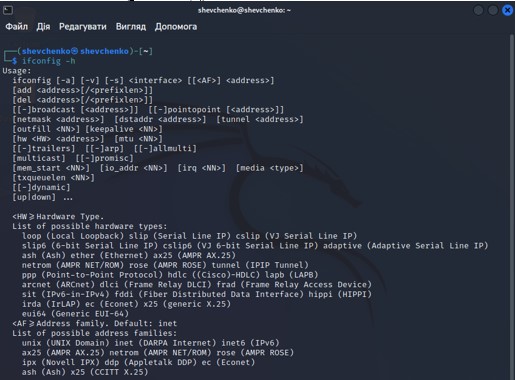 shevchenko@shevchenko: ~
Файл Дія Редагувати Вигляд Допомога
┌──(shevchenko㉿shevchenko)-[~]
└─$ ifconfig -h
Usage:
  ifconfig [-a] [-v] [-s] <interface> [[<AF>] <address>]
  [add <address>[/<prefixlen>]]
  [del <address>[/<prefixlen>]]
  [[-]broadcast [<address>]]  [[-]pointopoint [<address>]]
  [netmask <address>]  [dstaddr <address>]  [tunnel <address>]
  [outfill <NN>] [keepalive <NN>]
  [hw <HW> <address>]  [mtu <NN>]
  [[-]trailers]  [[-]arp]  [[-]allmulti]
  [multicast]  [[-]promisc]
  [mem_start <NN>]  [io_addr <NN>]  [irq <NN>]  [media <type>]
  [txqueuelen <NN>]
  [[-]dynamic]
  [up|down] ...
  <HW>=Hardware Type.
  List of possible hardware types:
    loop (Local Loopback) slip (Serial Line IP) cslip (VJ Serial Line IP)
    slip6 (6-bit Serial Line IP) cslip6 (VJ 6-bit Serial Line IP) adaptive (Adaptive Serial Line IP)
    ash (Ash) ether (Ethernet) ax25 (AMPR AX.25)
    netrom (AMPR NET/ROM) rose (AMPR ROSE) tunnel (IPIP Tunnel)
    ppp (Point-to-Point Protocol) hdlc ((Cisco)-HDLC) lapb (LAPB)
    arcnet (ARCnet) dlci (Frame Relay DLCI) frad (Frame Relay Access Device)
    sit (IPv6-in-IPv4) fddi (Fiber Distributed Data Interface) hippi (HIPPI)
    irda (IrLAP) ec (Econet) x25 (generic X.25)
    eui64 (Generic EUI-64)
  <AF>=Address family. Default: inet
  List of possible address families:
    unix (UNIX Domain) inet (DARPA Internet) inet6 (IPv6)
    ax25 (AMPR AX.25) netrom (AMPR NET/ROM) rose (AMPR ROSE)
    ipx (Novell IPX) ddp (Appletalk DDP) ec (Econet)
    ash (Ash) x25 (CCITT X.25)